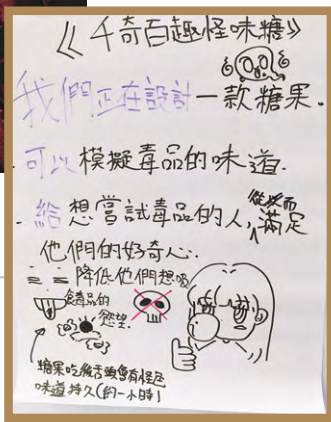 《千奇百趣怪味糖》
我們正在設計一款糖果.
可以模擬毒品的味道.
給想嘗試毒品的人,從而滿足
他們的好奇人..
降低他們想吸
食毒品的
慾望.
糖果吃後舌頭會有怪色
味道持久(約一小時)